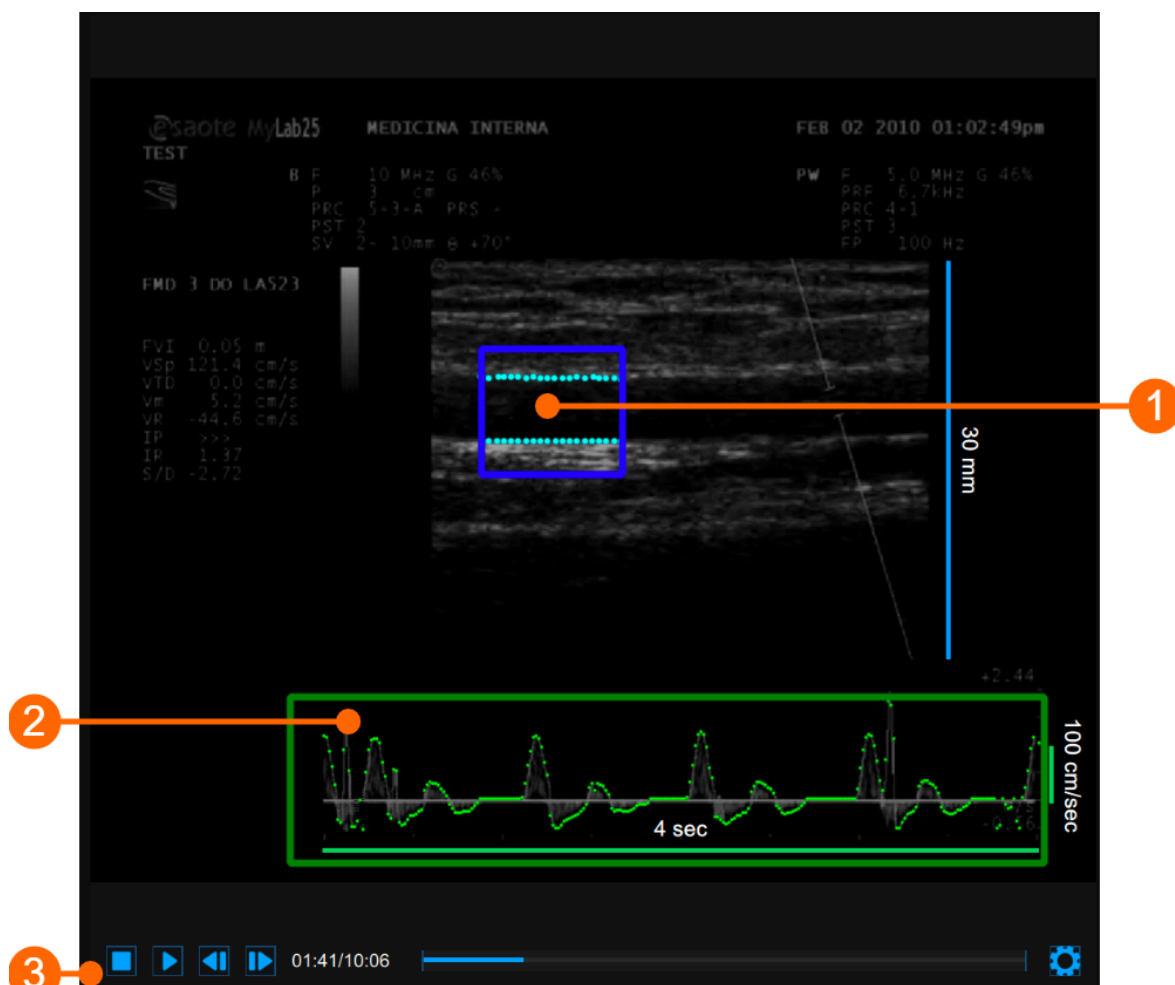 esaote MyLab25 MEDICINA INTERNA FEB 02 2010 01:02:49pm
TEST
B F 10 MHz G 46%
P 3 cm
PRC 5-3-A PRS -
PST 2
SV 2- 10mm θ +70°
PW F 5.0 MHz G 46%
PRF 6.7kHz
PRC 4-1
PST 3
FP 100 Hz
FMD 3 DO LAS23
FVI 0.05 m
VSp 121.4 cm/s
VTD 0.0 cm/s
Vm 5.2 cm/s
VR -44.6 cm/s
IP >>>
IR 1.37
S/D -2.72
1
30 mm
+2.44
2
100 cm/sec
4 sec
01:41/10:06
3